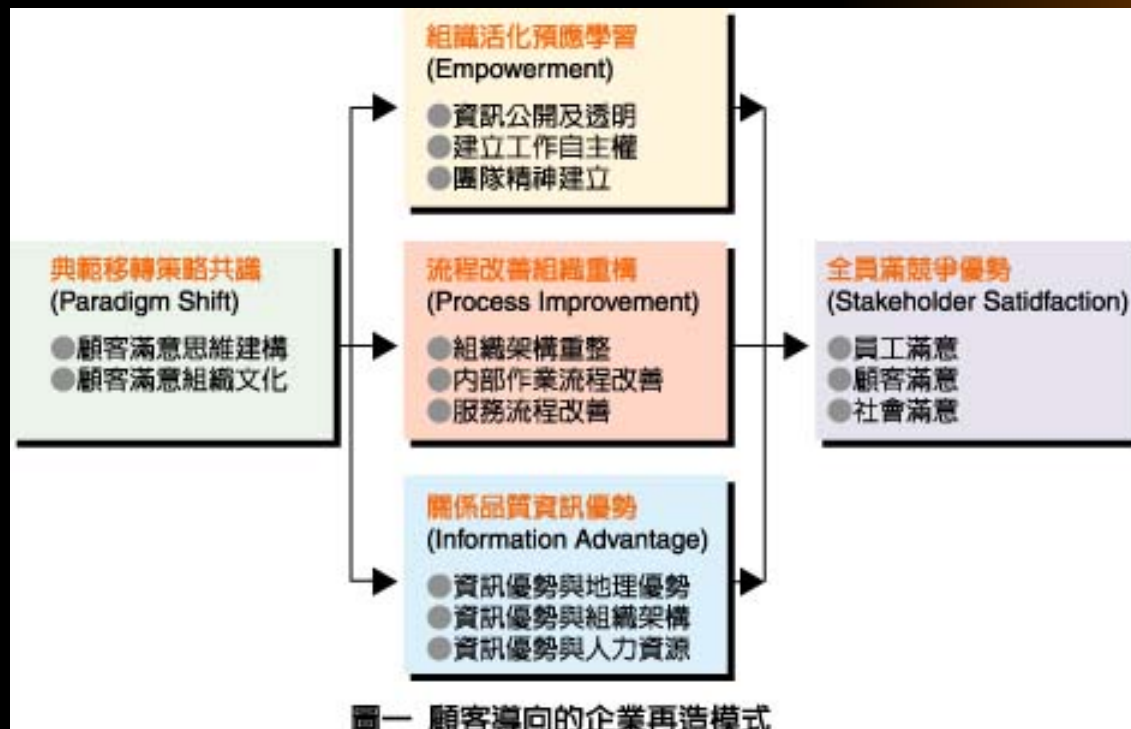 組織活化預應學習
(Empowerment)
●資訊公開及透明
●建立工作自主權
●團隊精神建立
典範移轉策略共識
(Paradigm Shift)
●顧客滿意思維建構
●顧客滿意組織文化
流程改善組織重構
(Process Improvement)
●組織架構重整
●內部作業流程改善
●服務流程改善
全員滿競爭優勢
(Stakeholder Satidfaction)
●員工滿意
●顧客滿意
●社會滿意
關係品質資訊優勢
(Information Advantage)
●資訊優勢與地理優勢
●資訊優勢與組織架構
●資訊優勢與人力資源
圖一 顧客導向的企業再造模式